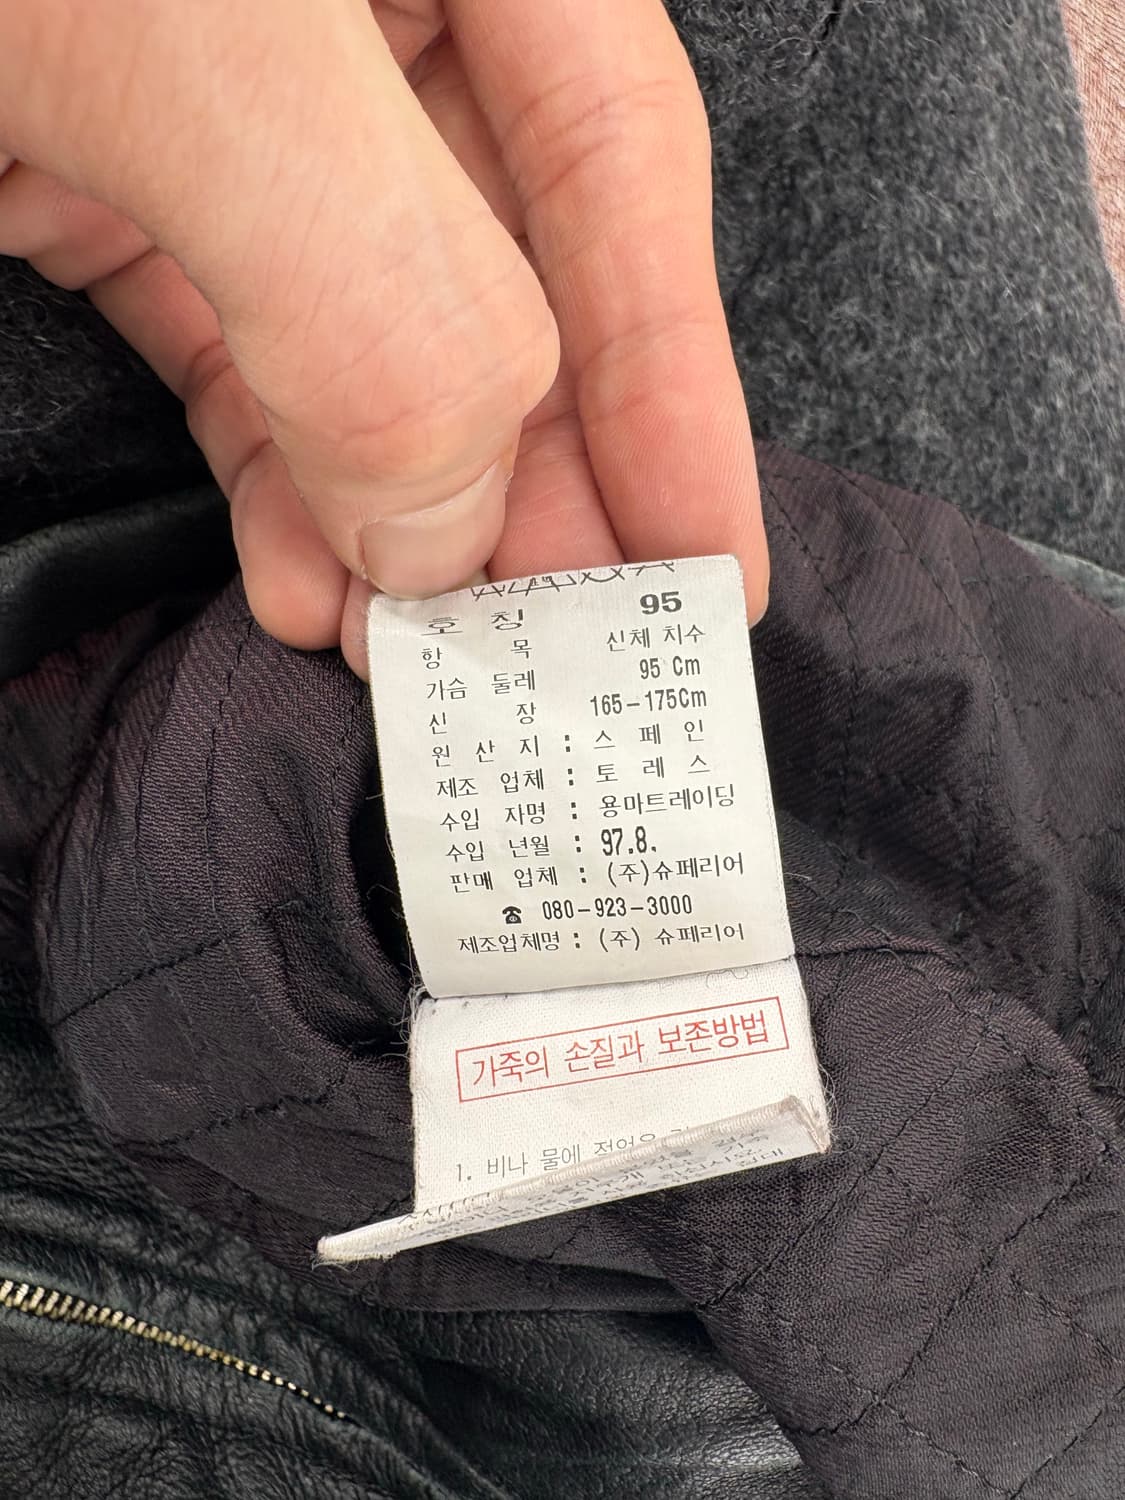 호 칭 95
항 목 신체 치수
가슴 둘레 95 Cm
신 장 165-175Cm
원 산 지 : 스 페 인
제조 업체 : 토 레 스
수입 자명 : 용마트레이딩
수입 년월 : 97.8.
판매 업체 : (주)슈페리어
☎ 080-923-3000
제조업체명 : (주) 슈페리어
가죽의 손질과 보존방법
1. 비나 물에 젖었을